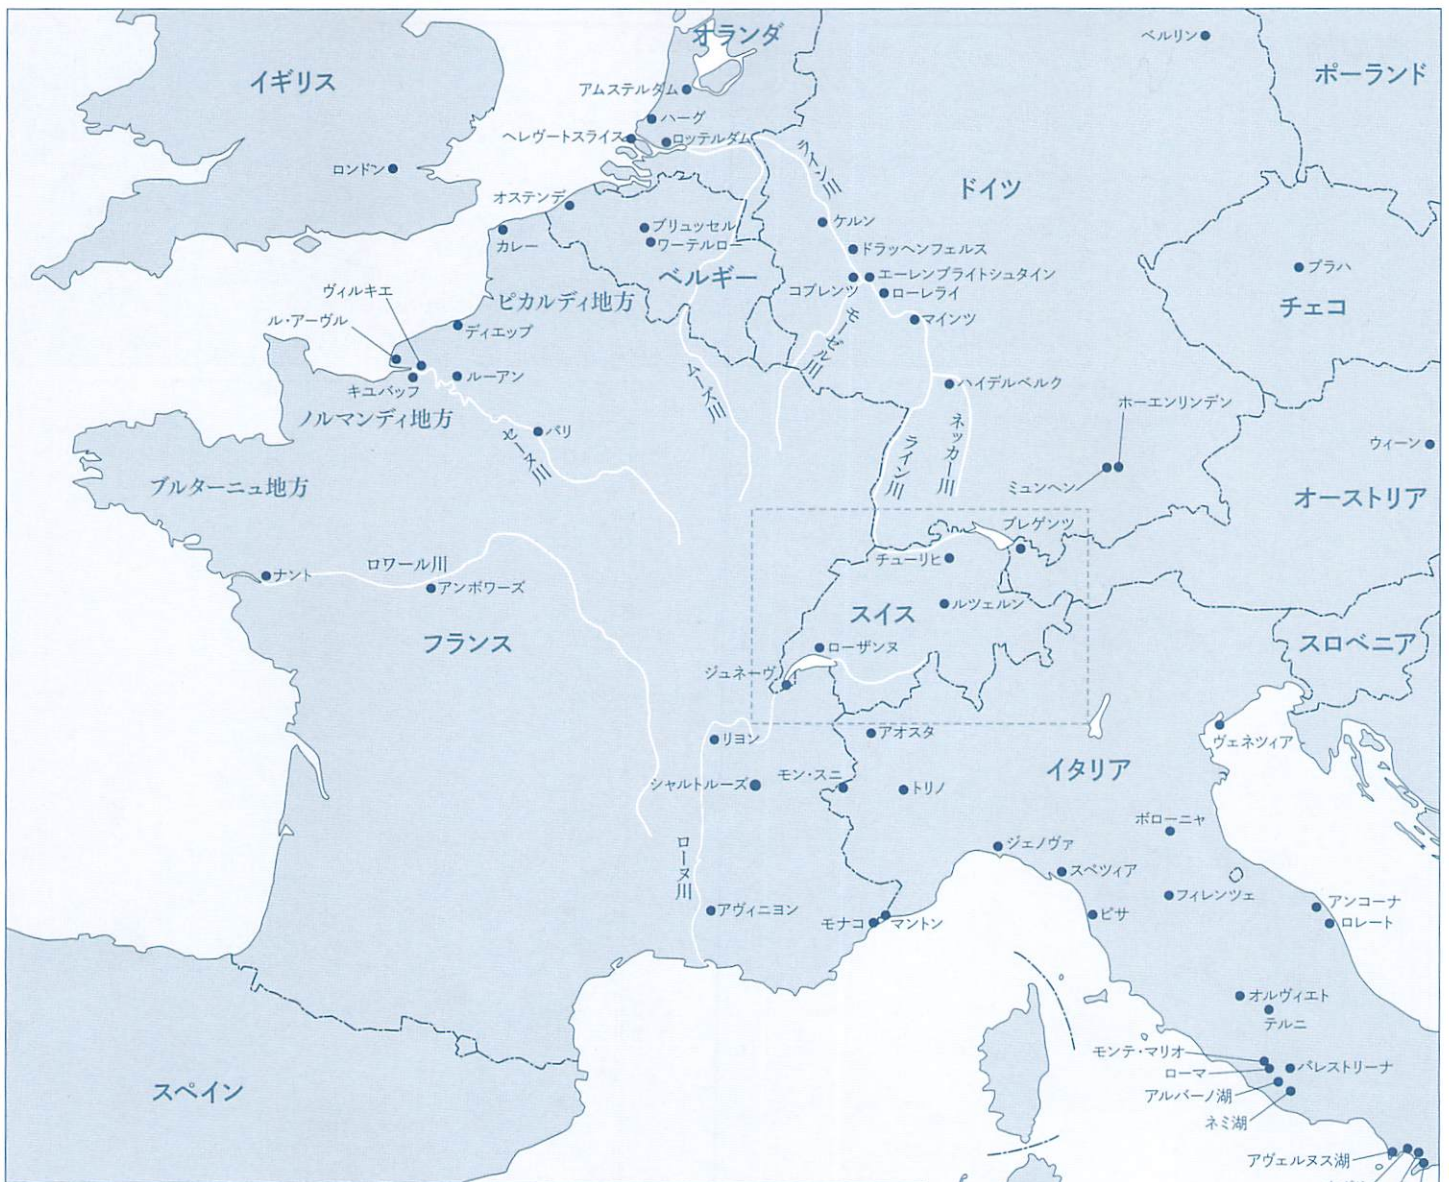 オランダ
ベルリン
ポーランド
イギリス
アムステルダム
ハーグ
ヘレヴートスライス
ロッテルダム
ロンドン
ライン川
ドイツ
オステンデ
カレー
ブリュッセル
ワーテルロー
ケルン
ドラッヘンフェルス
ベルギー
エーレンブライトシュタイン
コブレンツ
ローレライ
プラハ
チェコ
ヴィルキエ
ピカルディ地方
ル・アーヴル
ディエップ
マインツ
モーゼル川
キュバッフ
ルーアン
ムーズ川
ハイデルベルク
ノルマンディ地方
ホーエンリンデン
パリ
セーヌ川
ライン川
ネッカー川
ウィーン
ブルターニュ地方
ミュンヘン
オーストリア
ブレゲンツ
ロワール川
チューリヒ
ナント
アンボワーズ
ルツェルン
スイス
フランス
ローザンヌ
スロベニア
ジュネーヴ
リヨン
アオスタ
ヴェネツィア
イタリア
シャルトルーズ
モン・スニ
トリノ
ボローニャ
ローヌ川
ジェノヴァ
スペツィア
フィレンツェ
アヴィニヨン
モナコ
マントン
ピサ
アンコーナ
ロレート
オルヴィエト
テルニ
モンテ・マリオ
ローマ
パレストリーナ
スペイン
アルバーノ湖
ネミ湖
アヴェルヌス湖